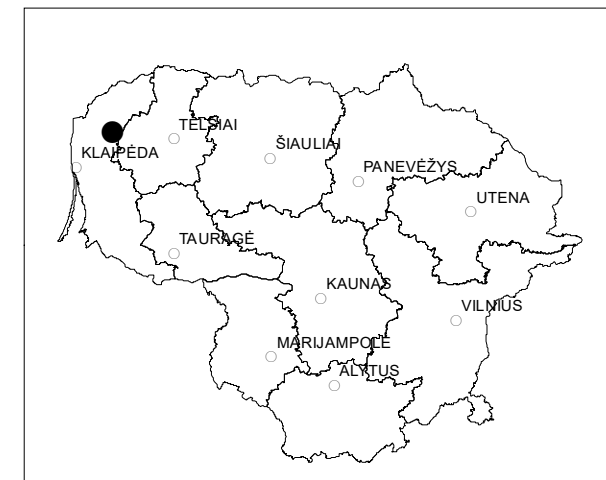 TELŠIAI
ŠIAULIAI
KLAIPĖDA
PANEVĖŽYS
UTENA
TAURAGĖ
KAUNAS
VILNIUS
MARIJAMPOLĖ
ALYTUS